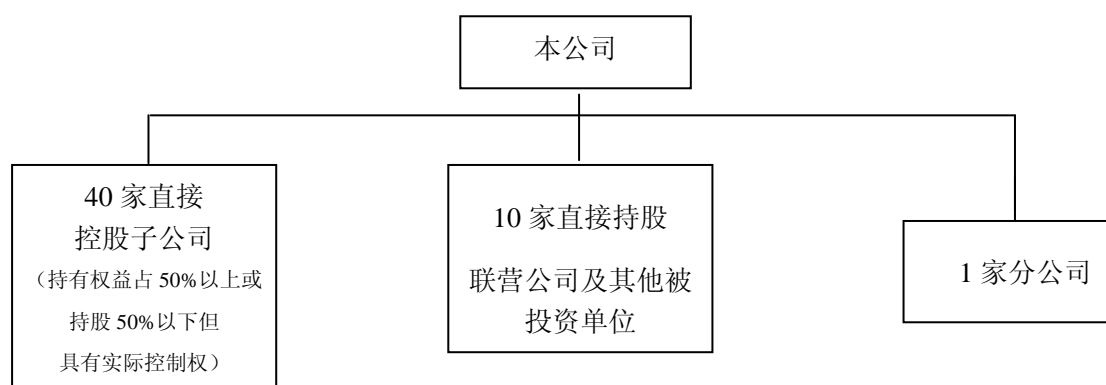 本公司
40 家直接
控股子公司
（持有权益占 50%以上或
持股 50%以下但
具有实际控制权）
10 家直接持股
联营公司及其他被
投资单位
1 家分公司